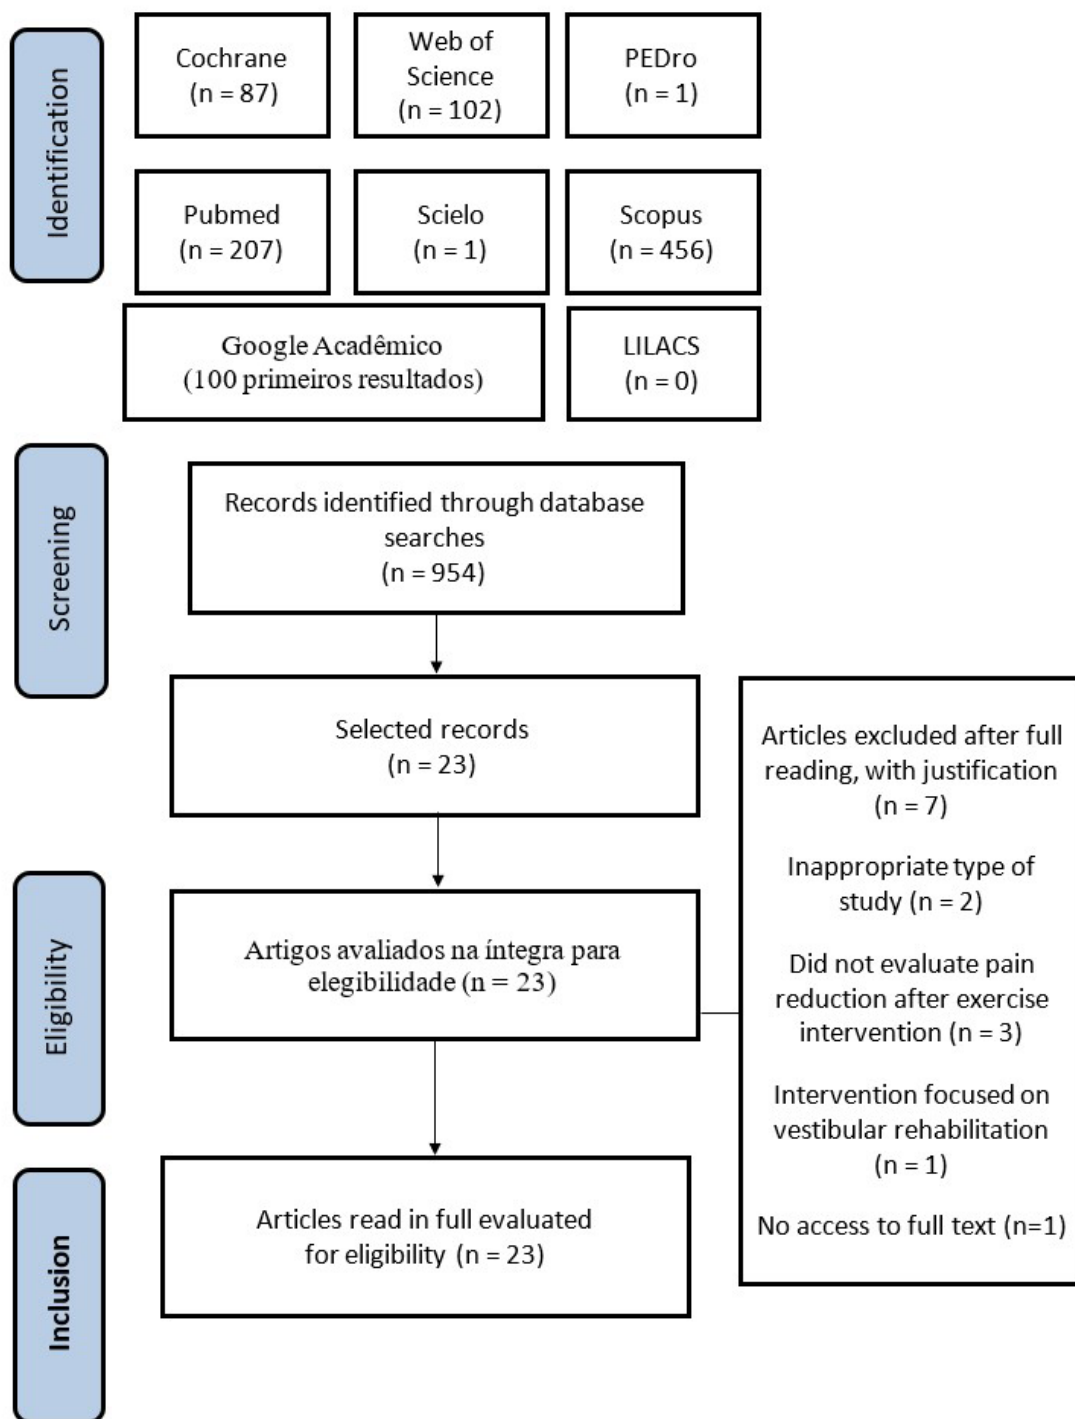 Identification
Cochrane
(n = 87)
Web of
Science
(n = 102)
PEDro
(n = 1)
Pubmed
(n = 207)
Scielo
(n = 1)
Scopus
(n = 456)
Google Acadêmico
(100 primeiros resultados)
LILACS
(n = 0)
Screening
Records identified through database
searches
(n = 954)
Selected records
(n = 23)
Articles excluded after full
reading, with justification
(n = 7)
Inappropriate type of
study (n = 2)
Did not evaluate pain
reduction after exercise
intervention (n = 3)
Intervention focused on
vestibular rehabilitation
(n = 1)
No access to full text (n=1)
Eligibility
Artigos avaliados na íntegra para
elegibilidade (n = 23)
Inclusion
Articles read in full evaluated
for eligibility (n = 23)